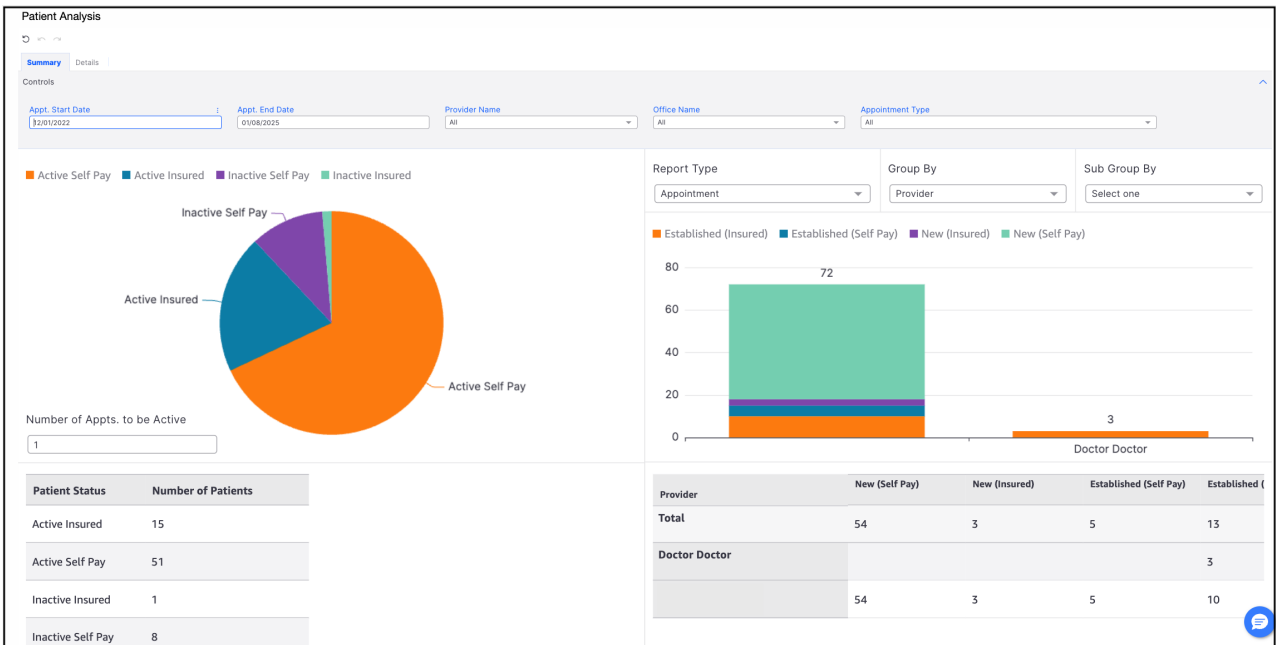 Patient Analysis
Summary Details
Controls
Appt. Start Date Appt. End Date Provider Name Office Name Appointment Type
12/01/2022 01/08/2025 All All All
Active Self Pay Active Insured Inactive Self Pay Inactive Insured
Inactive Self Pay
Active Insured
Active Self Pay
Number of Appts. to be Active
1
Patient Status Number of Patients
Active Insured 15
Active Self Pay 51
Inactive Insured 1
Inactive Self Pay 8
Report Type Group By Sub Group By
Appointment Provider Select one
Established (Insured) Established (Self Pay) New (Insured) New (Self Pay)
80
60
40
20
0
72
3
Doctor Doctor
Provider New (Self Pay) New (Insured) Established (Self Pay) Established (
Total 54 3 5 13
Doctor Doctor 3
54 3 5 10